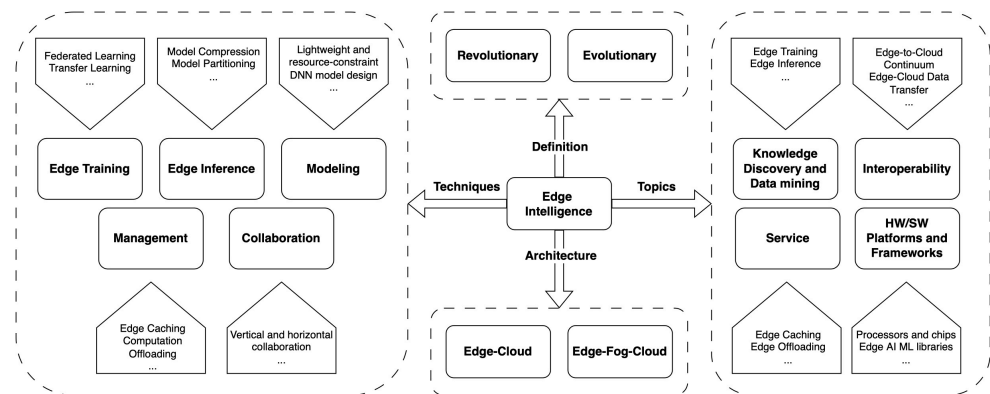 Federated Learning
Transfer Learning
...
Model Compression
Model Partitioning
...
Lightweight and
resource-constraint
DNN model design
...
Edge Training
Edge Inference
Modeling
Management
Collaboration
Edge Caching
Computation
Offloading
...
Vertical and horizontal
collaboration
...
Revolutionary
Evolutionary
Definition
Techniques
Edge
Intelligence
Topics
Architecture
Edge-Cloud
Edge-Fog-Cloud
Edge Training
Edge Inference
...
Edge-to-Cloud
Continuum
Edge-Cloud Data
Transfer
...
Knowledge
Discovery and
Data mining
Interoperability
Service
HW/SW
Platforms and
Frameworks
Edge Caching
Edge Offloading
...
Processors and chips
Edge AI ML libraries
...